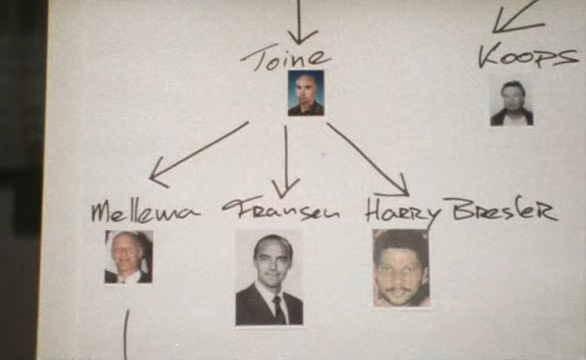 Toine
Koops
Mellema
Fransen
Harry Bresler